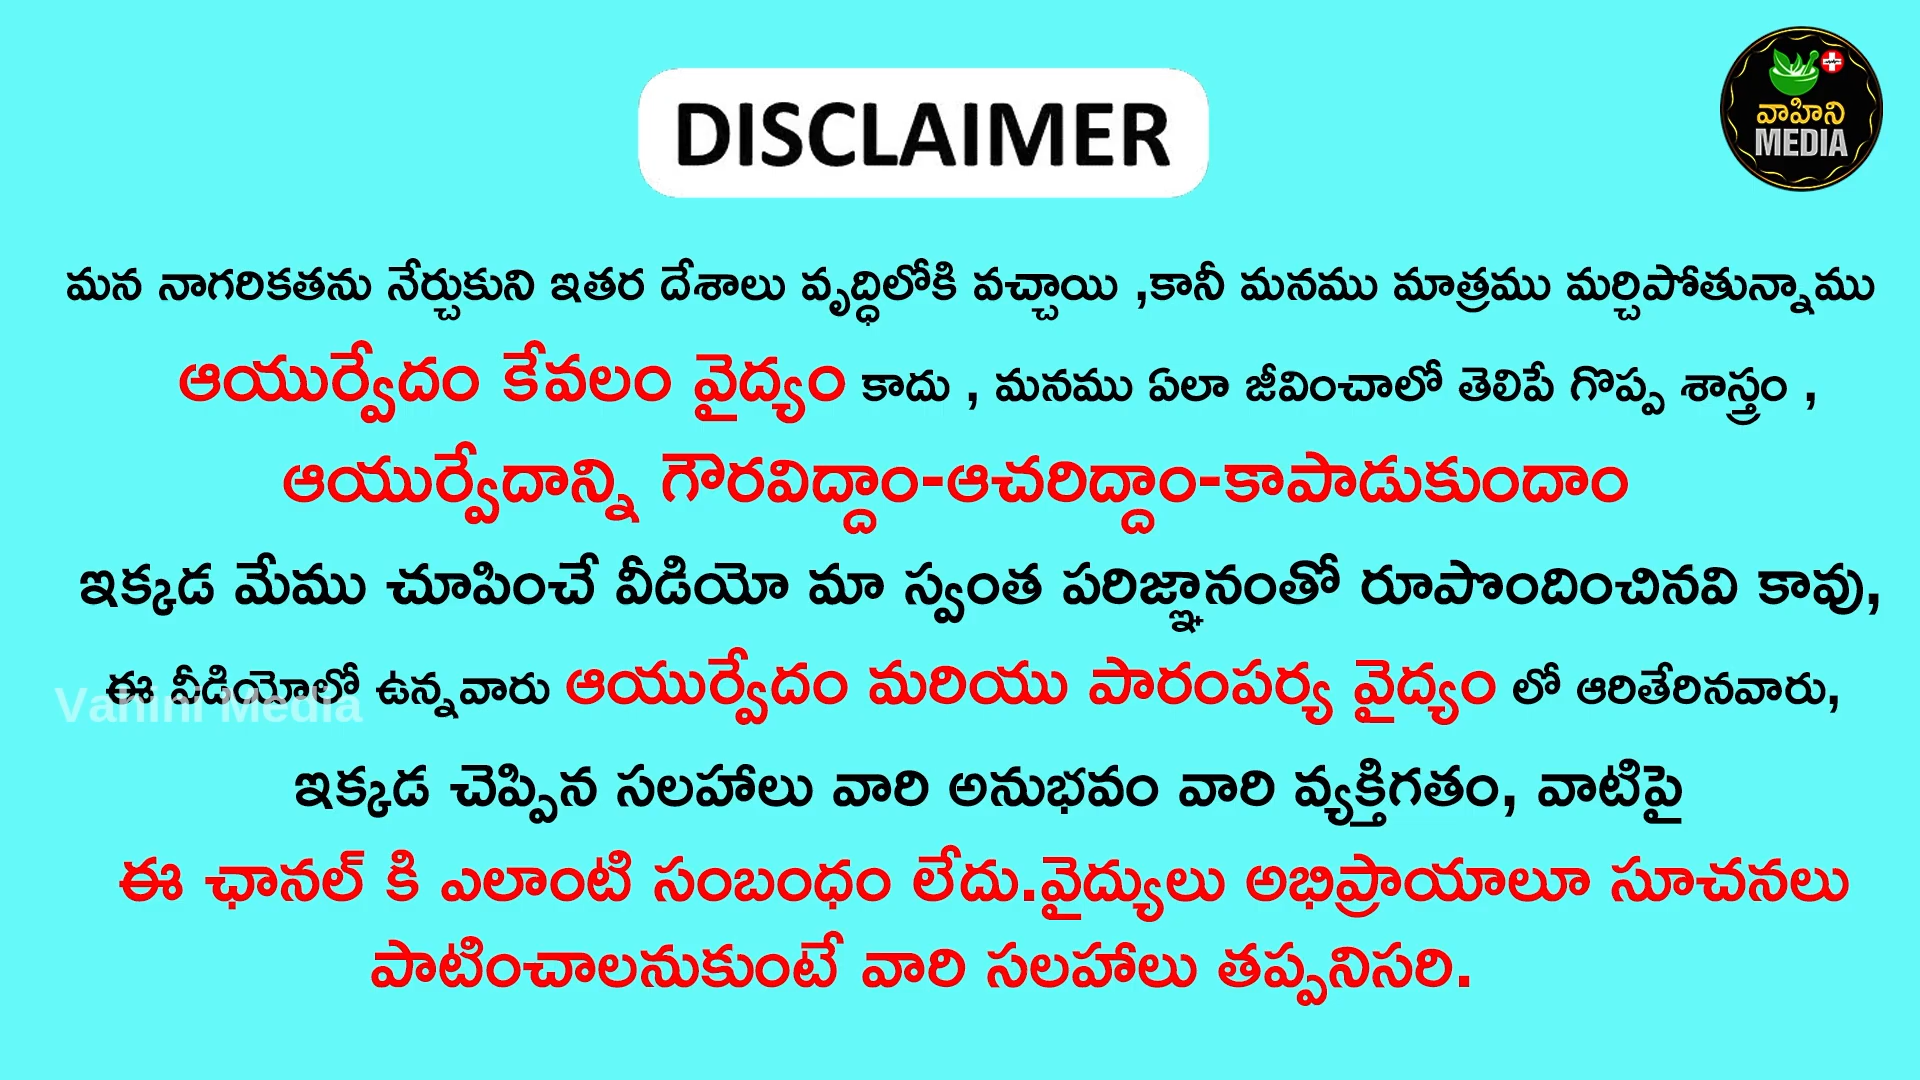 DISCLAIMER
వాహిని
MEDIA
మన నాగరికతను నేర్చుకుని ఇతర దేశాలు వృద్ధిలోకి వచ్చాయి ,కానీ మనము మాత్రము మర్చిపోతున్నాము
ఆయుర్వేదం కేవలం వైద్యం కాదు , మనము ఏలా జీవించాలో తెలిపే గొప్ప శాస్త్రం ,
ఆయుర్వేదాన్ని గౌరవిద్దాం-ఆచరిద్దాం-కాపాడుకుందాం
ఇక్కడ మేము చూపించే వీడియో మా స్వంత పరిజ్ఞానంతో రూపొందించినవి కావు,
ఈ వీడియోలో ఉన్నవారు ఆయుర్వేదం మరియు పారంపర్య వైద్యం లో ఆరితేరినవారు,
Vahini Media
ఇక్కడ చెప్పిన సలహాలు వారి అనుభవం వారి వ్యక్తిగతం, వాటిపై
ఈ ఛానల్ కి ఎలాంటి సంబంధం లేదు.వైద్యులు అభిప్రాయాలూ సూచనలు
పాటించాలనుకుంటే వారి సలహాలు తప్పనిసరి.